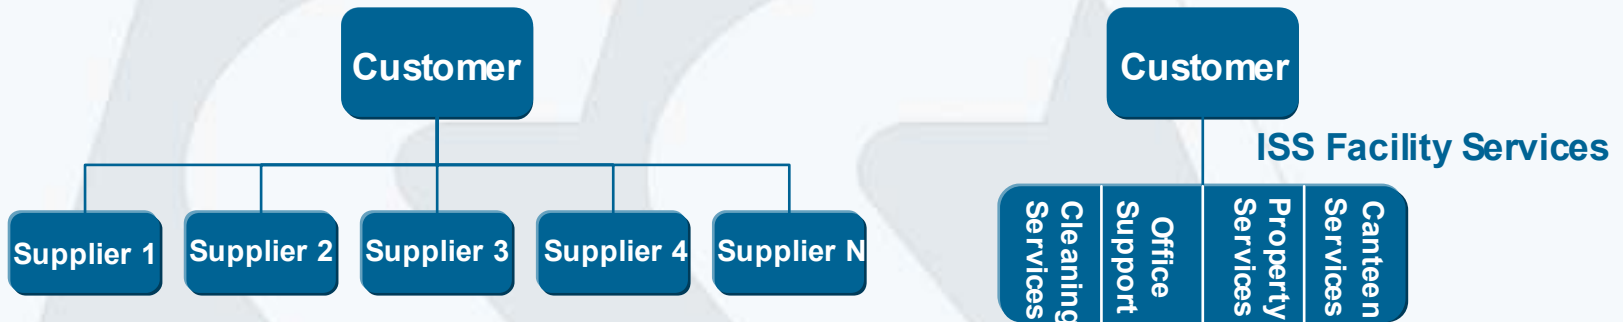 Customer
Customer
ISS Facility Services
Supplier 1
Supplier 2
Supplier 3
Supplier 4
Supplier N
Cleaning
Services
Office
Support
Property
Services
Canteen
Services